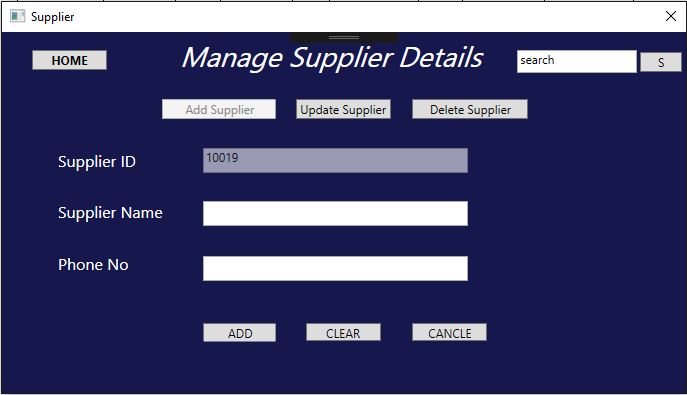 Supplier
HOME Manage Supplier Details search S
Add Supplier Update Supplier Delete Supplier
Supplier ID 10019
Supplier Name
Phone No
ADD CLEAR CANCLE